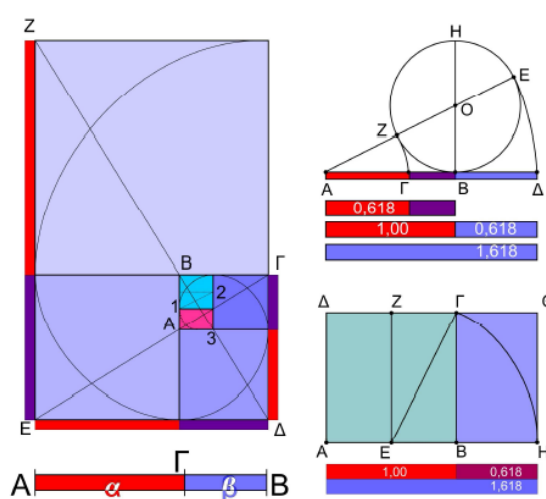 Ζ
Β Γ
1 2
Α
3
Ε Δ
Γ
α β Β
Η
Ε
Ζ Ο
Α Γ Β Δ
0,618
1,00 0,618
1,618
Δ Ζ Γ
Α Ε Β Η
1,00 0,618
1,618